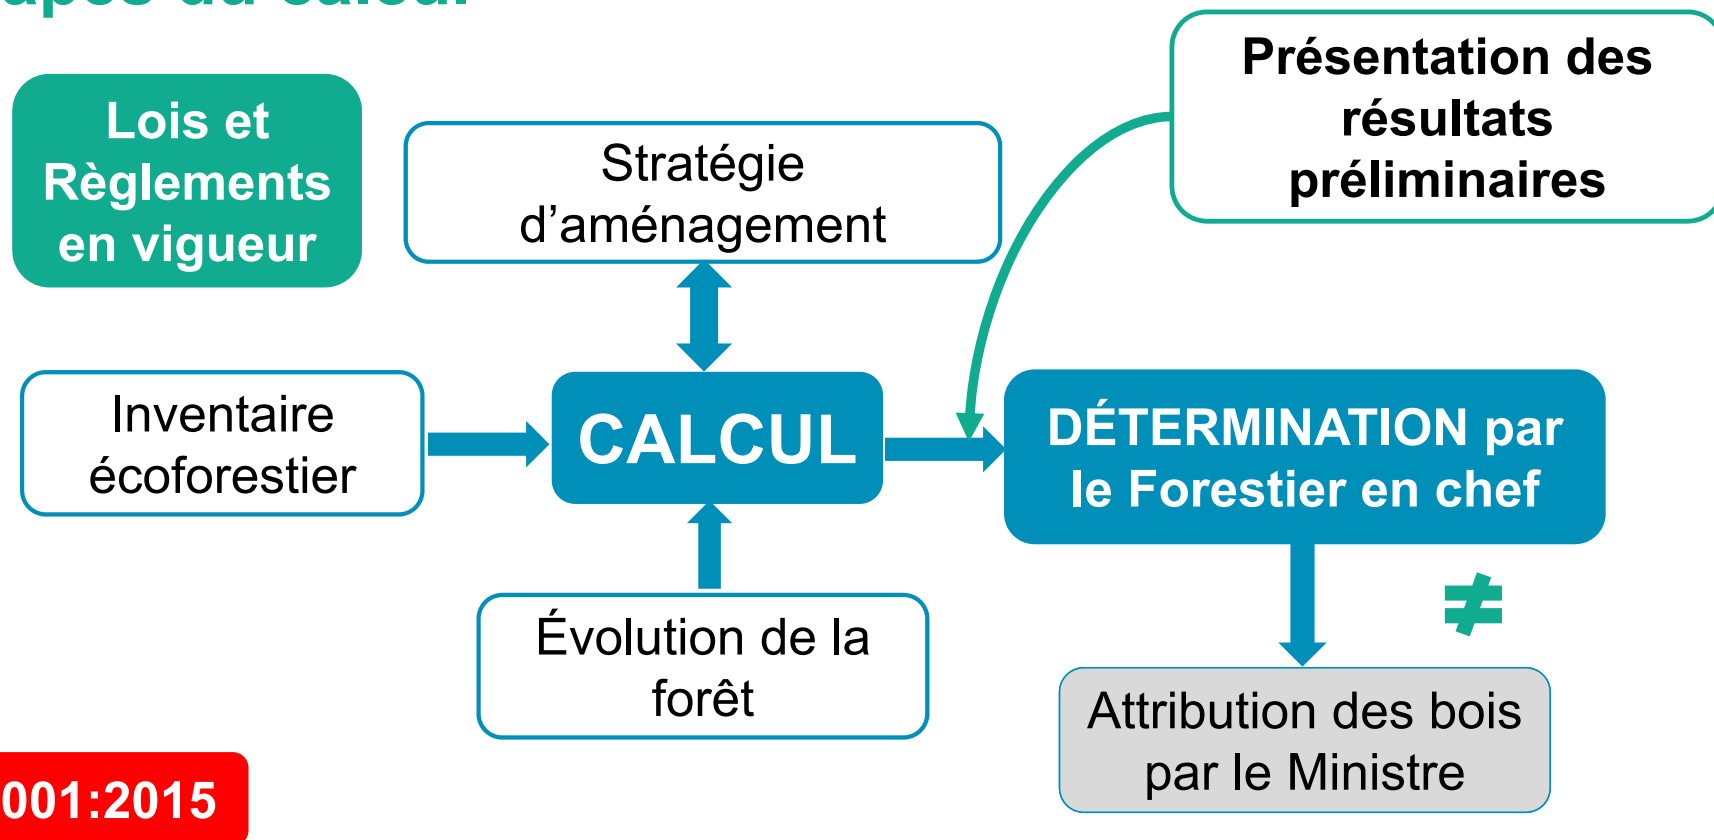 Présentation des
résultats
préliminaires
Lois et
Règlements
en vigueur
Stratégie
d’aménagement
Inventaire
écoforestier
CALCUL
DÉTERMINATION par
le Forestier en chef
≠
Évolution de la
forêt
Attribution des bois
par le Ministre
001:2015